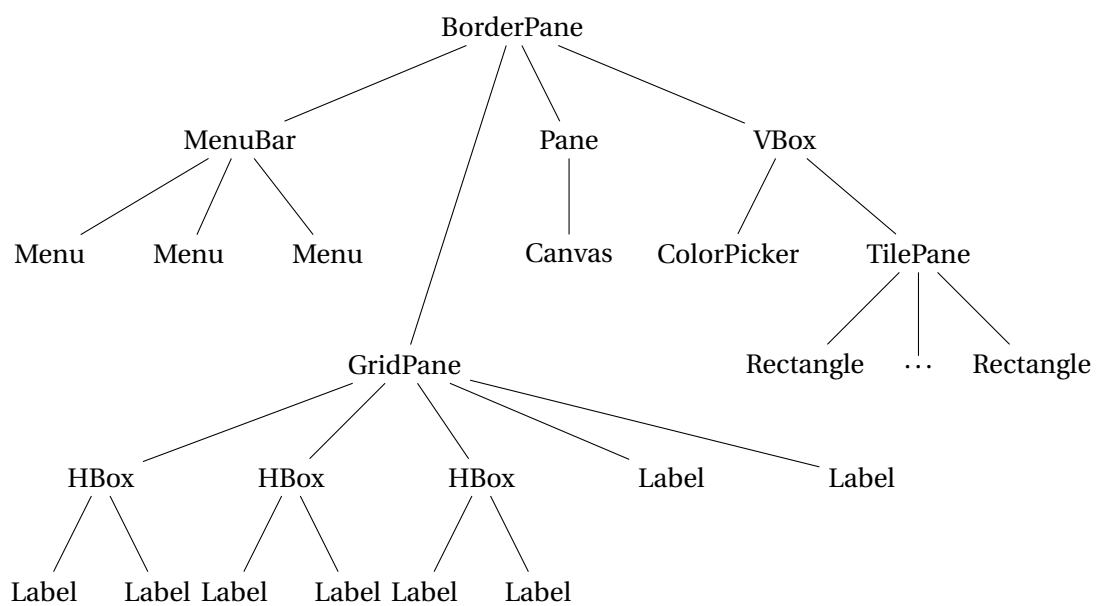 BorderPane
MenuBar Pane VBox
Menu Menu Menu Canvas ColorPicker TilePane
GridPane Rectangle ... Rectangle
HBox HBox HBox Label Label
Label Label Label Label Label Label